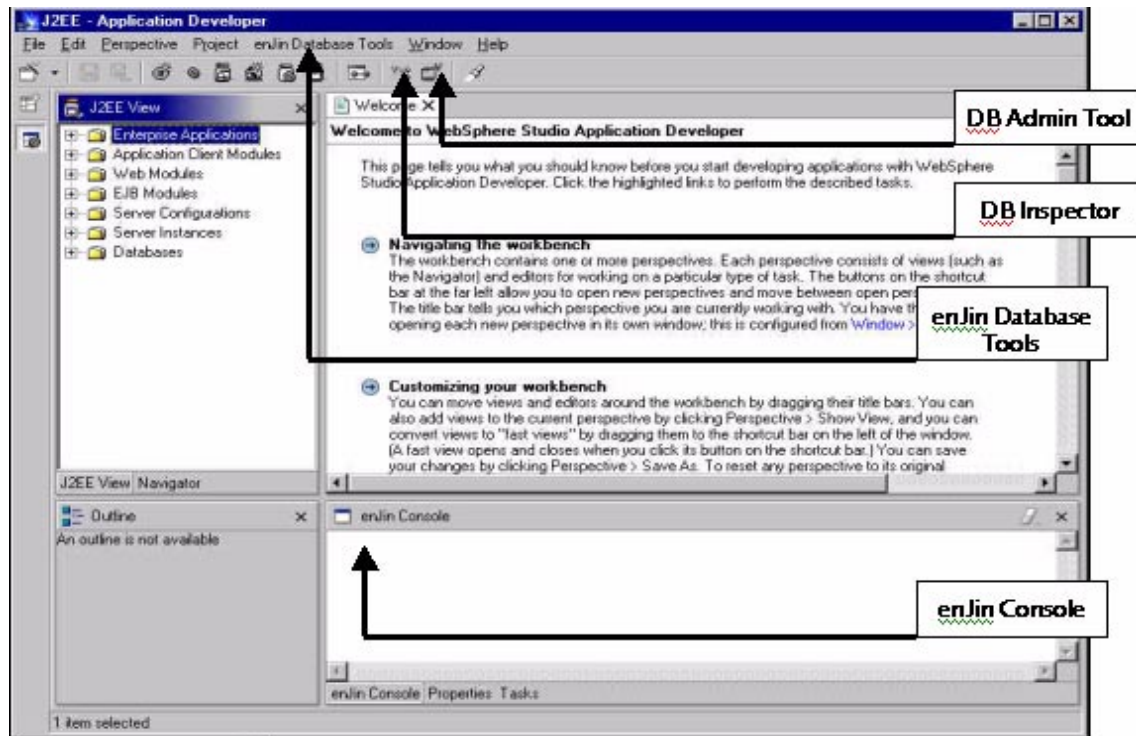 J2EE - Application Developer
File Edit Perspective Project enJin Database Tools Window Help
J2EE View
Enterprise Applications
Application Client Modules
Web Modules
EJB Modules
Server Configurations
Server Instances
Databases
J2EE View Navigator
Welcome
Welcome to WebSphere Studio Application Developer
This page tells you what you should know before you start developing applications with WebSphere
Studio Application Developer. Click the highlighted links to perform the described tasks.
Navigating the workbench
The workbench contains one or more perspectives. Each perspective consists of views (such as
the Navigator) and editors for working on a particular type of task. The buttons on the shortcut
bar at the far left allow you to open new perspectives and move between open
The title bar tells you which perspective you are currently working with. You have
opening each new perspective in its own window; this is configured from Window >
Customizing your workbench
You can move views and editors around the workbench by dragging their title bars. You can
also add views to the current perspective by clicking Perspective > Show View, and you can
convert views to "fast views" by dragging them to the shortcut bar on the left of the window.
(A fast view opens and closes when you click its button on the shortcut bar.) You can save
your changes by clicking Perspective > Save As. To reset any perspective to its original
DB Admin Tool
DB Inspector
enJin Database
Tools
Outline
An outline is not available
enJin Console
enJin Console
enJin Console Properties Tasks
1 item selected